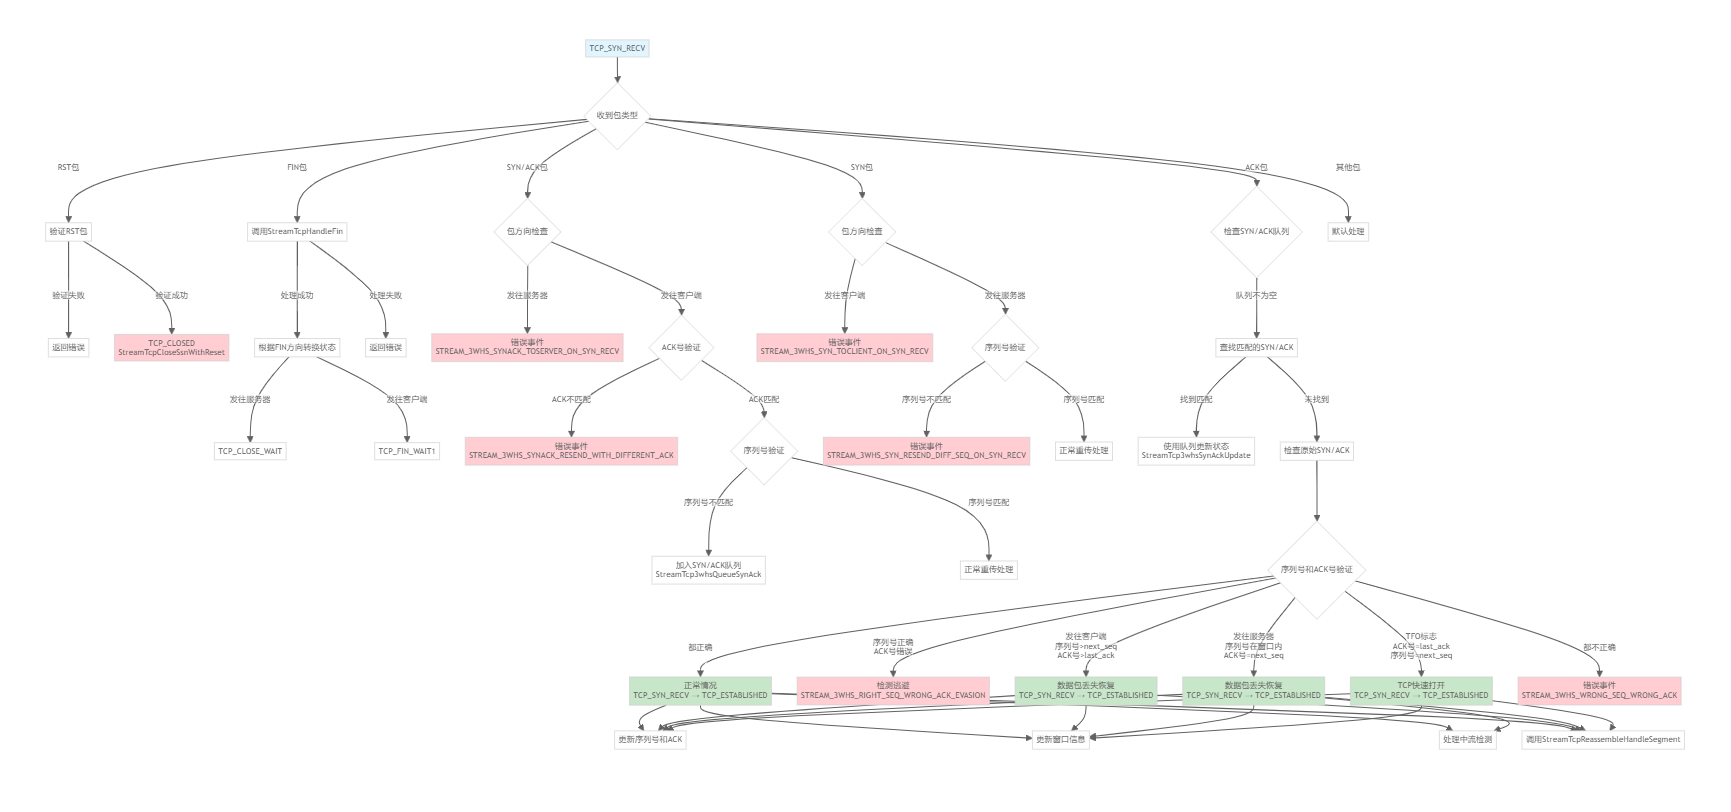 TCP_SYN_RECV
收到包类型
RST包
FIN包
SYN/ACK包
SYN包
ACK包
其他包
验证RST包
调用StreamTcpHandleFin
包方向检查
包方向检查
检查SYN/ACK队列
默认处理
验证失败
验证成功
处理成功
处理失败
发往服务器
发往客户端
发往客户端
发往服务器
队列不为空
返回错误
TCP_CLOSED
StreamTcpCloseSsnWithReset
根据FIN方向转换状态
返回错误
错误事件
STREAM_3WHS_SYNACK_TOSERVER_ON_SYN_RECV
ACK号验证
错误事件
STREAM_3WHS_SYN_TOCLIENT_ON_SYN_RECV
序列号验证
查找匹配的SYN/ACK
发往服务器
发往客户端
ACK不匹配
ACK匹配
序列号不匹配
序列号匹配
找到匹配
未找到
TCP_CLOSE_WAIT
TCP_FIN_WAIT1
错误事件
STREAM_3WHS_SYNACK_RESEND_WITH_DIFFERENT_ACK
序列号验证
错误事件
STREAM_3WHS_SYN_RESEND_DIFF_SEQ_ON_SYN_RECV
正常重传处理
使用队列更新状态
StreamTcp3whsSynAckUpdate
检查原始SYN/ACK
序列号不匹配
序列号匹配
加入SYN/ACK队列
StreamTcp3whsQueueSynAck
正常重传处理
序列号和ACK号验证
都正确
序列号正确
ACK号错误
发往客户端
序列号>next_seq
ACK号>last_ack
发往服务器
序列号在窗口内
ACK号=next_seq
TFO标志
ACK号=last_ack
序列号=next_seq
都不正确
正常情况
TCP_SYN_RECV → TCP_ESTABLISHED
检测逃避
STREAM_3WHS_RIGHT_SEQ_WRONG_ACK_EVASION
数据包丢失恢复
TCP_SYN_RECV → TCP_ESTABLISHED
数据包丢失恢复
TCP_SYN_RECV → TCP_ESTABLISHED
TCP快速打开
TCP_SYN_RECV → TCP_ESTABLISHED
错误事件
STREAM_3WHS_WRONG_SEQ_WRONG_ACK
更新序列号和ACK
更新窗口信息
处理中流检测
调用StreamTcpReassembleHandleSegment